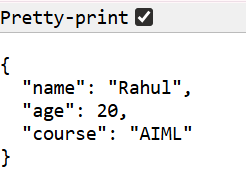 Pretty-print
{
  "name": "Rahul",
  "age": 20,
  "course": "AIML"
}